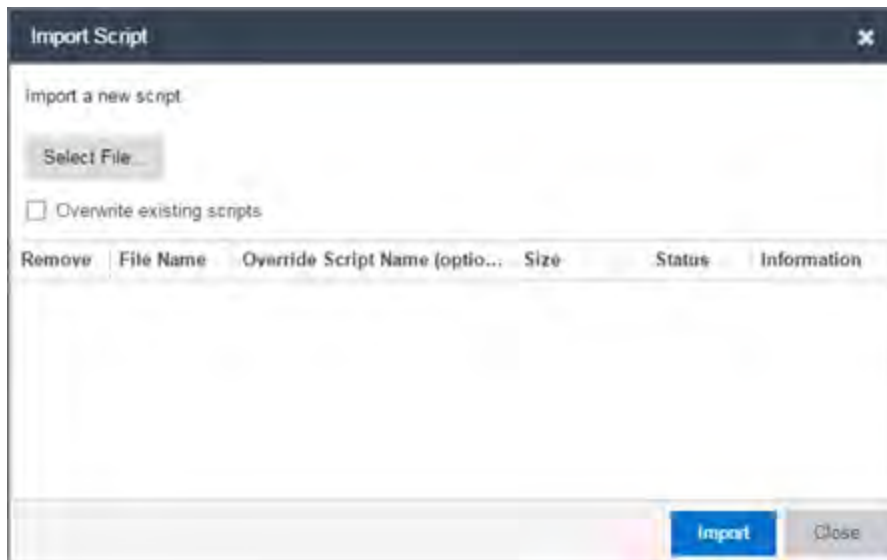 Import Script
Import a new script
Select File...
Overwrite existing scripts
Remove File Name Override Script Name (optio... Size Status Information
Import Close